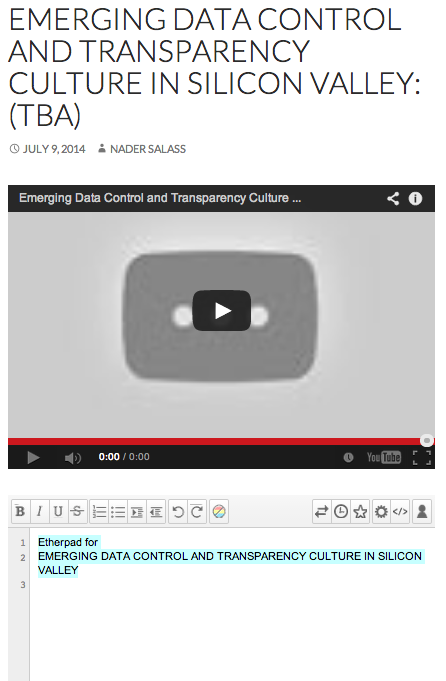 EMERGING DATA CONTROL
AND TRANSPARENCY
CULTURE IN SILICON VALLEY:
(TBA)
JULY 9, 2014 NADER SALASS
Emerging Data Control and Transparency Culture ...
0:00 / 0:00
YouTube
B I U S
1 Etherpad for
2 EMERGING DATA CONTROL AND TRANSPARENCY CULTURE IN SILICON
VALLEY
3